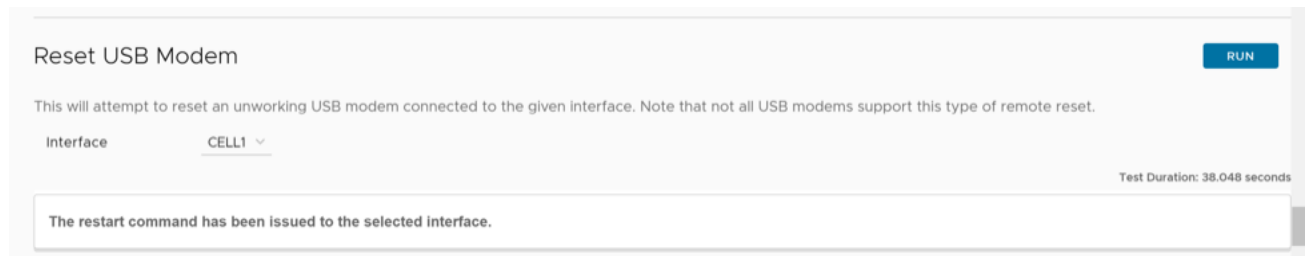 Reset USB Modem
RUN
This will attempt to reset an unworking USB modem connected to the given interface. Note that not all USB modems support this type of remote reset.
Interface CELL1
Test Duration: 38.048 seconds
The restart command has been issued to the selected interface.